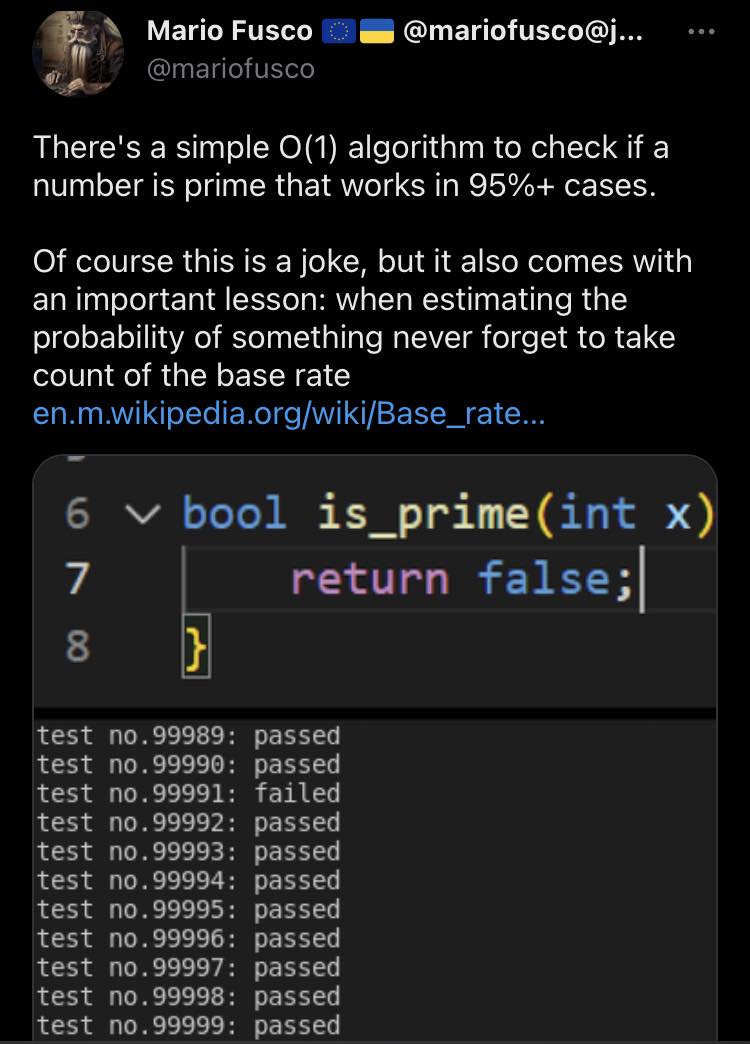 Mario Fusco 🇪🇺🇺🇦 @mariofusco@j...
@mariofusco
There's a simple O(1) algorithm to check if a
number is prime that works in 95%+ cases.
Of course this is a joke, but it also comes with
an important lesson: when estimating the
probability of something never forget to take
count of the base rate
en.m.wikipedia.org/wiki/Base_rate...
6 bool is_prime(int x)
7 return false;
8 }
test no.99989: passed
test no.99990: passed
test no.99991: failed
test no.99992: passed
test no.99993: passed
test no.99994: passed
test no.99995: passed
test no.99996: passed
test no.99997: passed
test no.99998: passed
test no.99999: passed